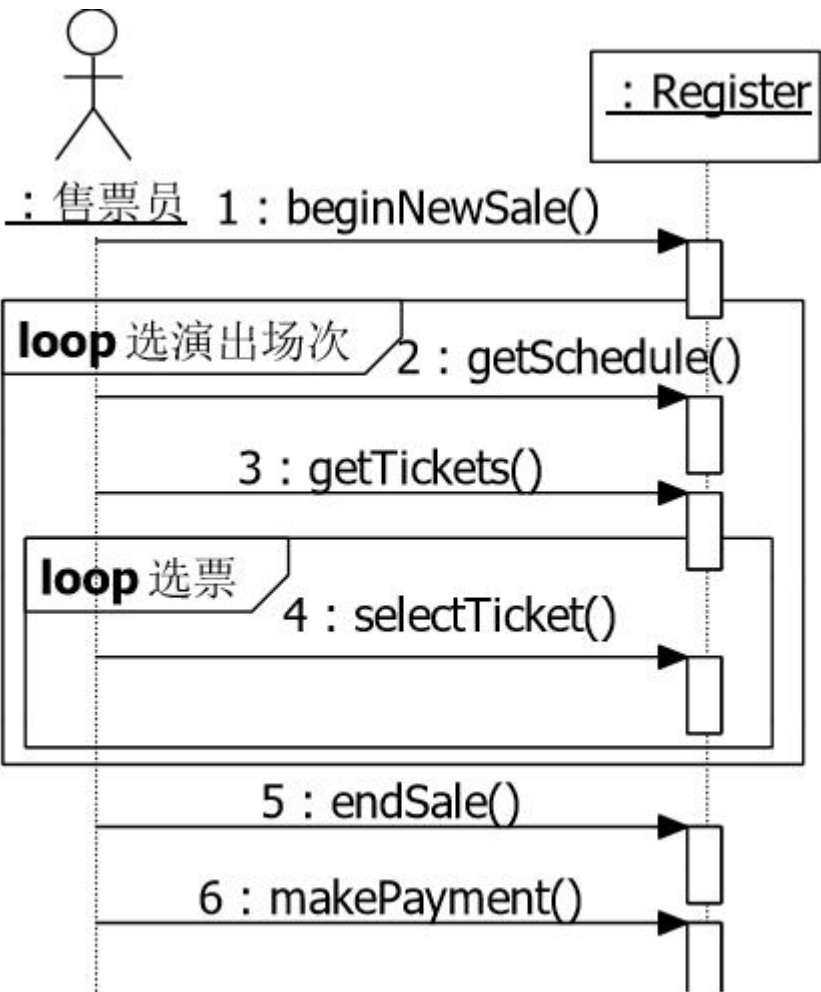 : Register
: 售票员
1 : beginNewSale()
loop 选演出场次
2 : getSchedule()
3 : getTickets()
loop 选票
4 : selectTicket()
5 : endSale()
6 : makePayment()